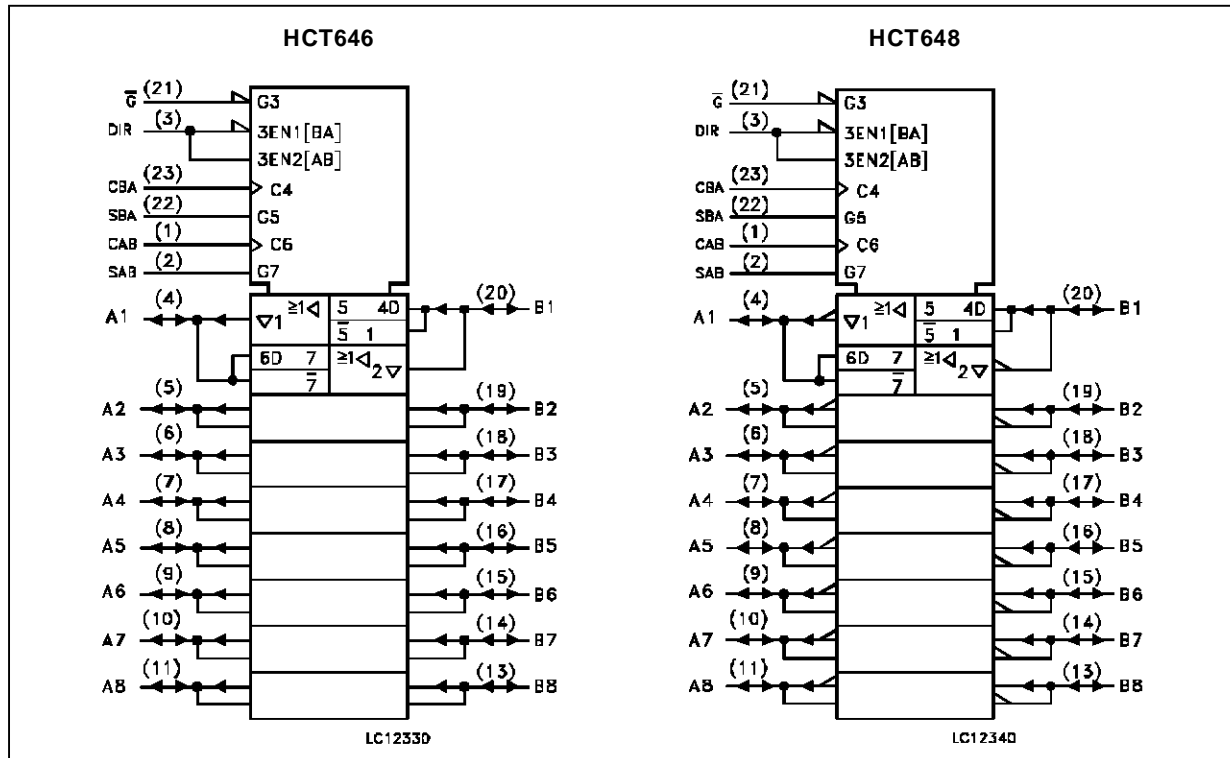 HCT646
G (21) G3
DIR (3) 3EN1[BA]
3EN2[AB]
CBA (23) C4
SBA (22) G5
CAB (1) C6
SAB (2) G7
A1 (4) ▽1 ≥1◁ 5 4D (20) B1
5 1
6D 7 ≥1◁
7 2▽
A2 (5) (19) B2
A3 (6) (18) B3
A4 (7) (17) B4
A5 (8) (16) B5
A6 (9) (15) B6
A7 (10) (14) B7
A8 (11) (13) B8
LC12330
HCT648
G (21) G3
DIR (3) 3EN1[BA]
3EN2[AB]
CBA (23) C4
SBA (22) G5
CAB (1) C6
SAB (2) G7
A1 (4) ▽1 ≥1◁ 5 4D (20) B1
5 1
6D 7 ≥1◁
7 2▽
A2 (5) (19) B2
A3 (6) (18) B3
A4 (7) (17) B4
A5 (8) (16) B5
A6 (9) (15) B6
A7 (10) (14) B7
A8 (11) (13) B8
LC12340